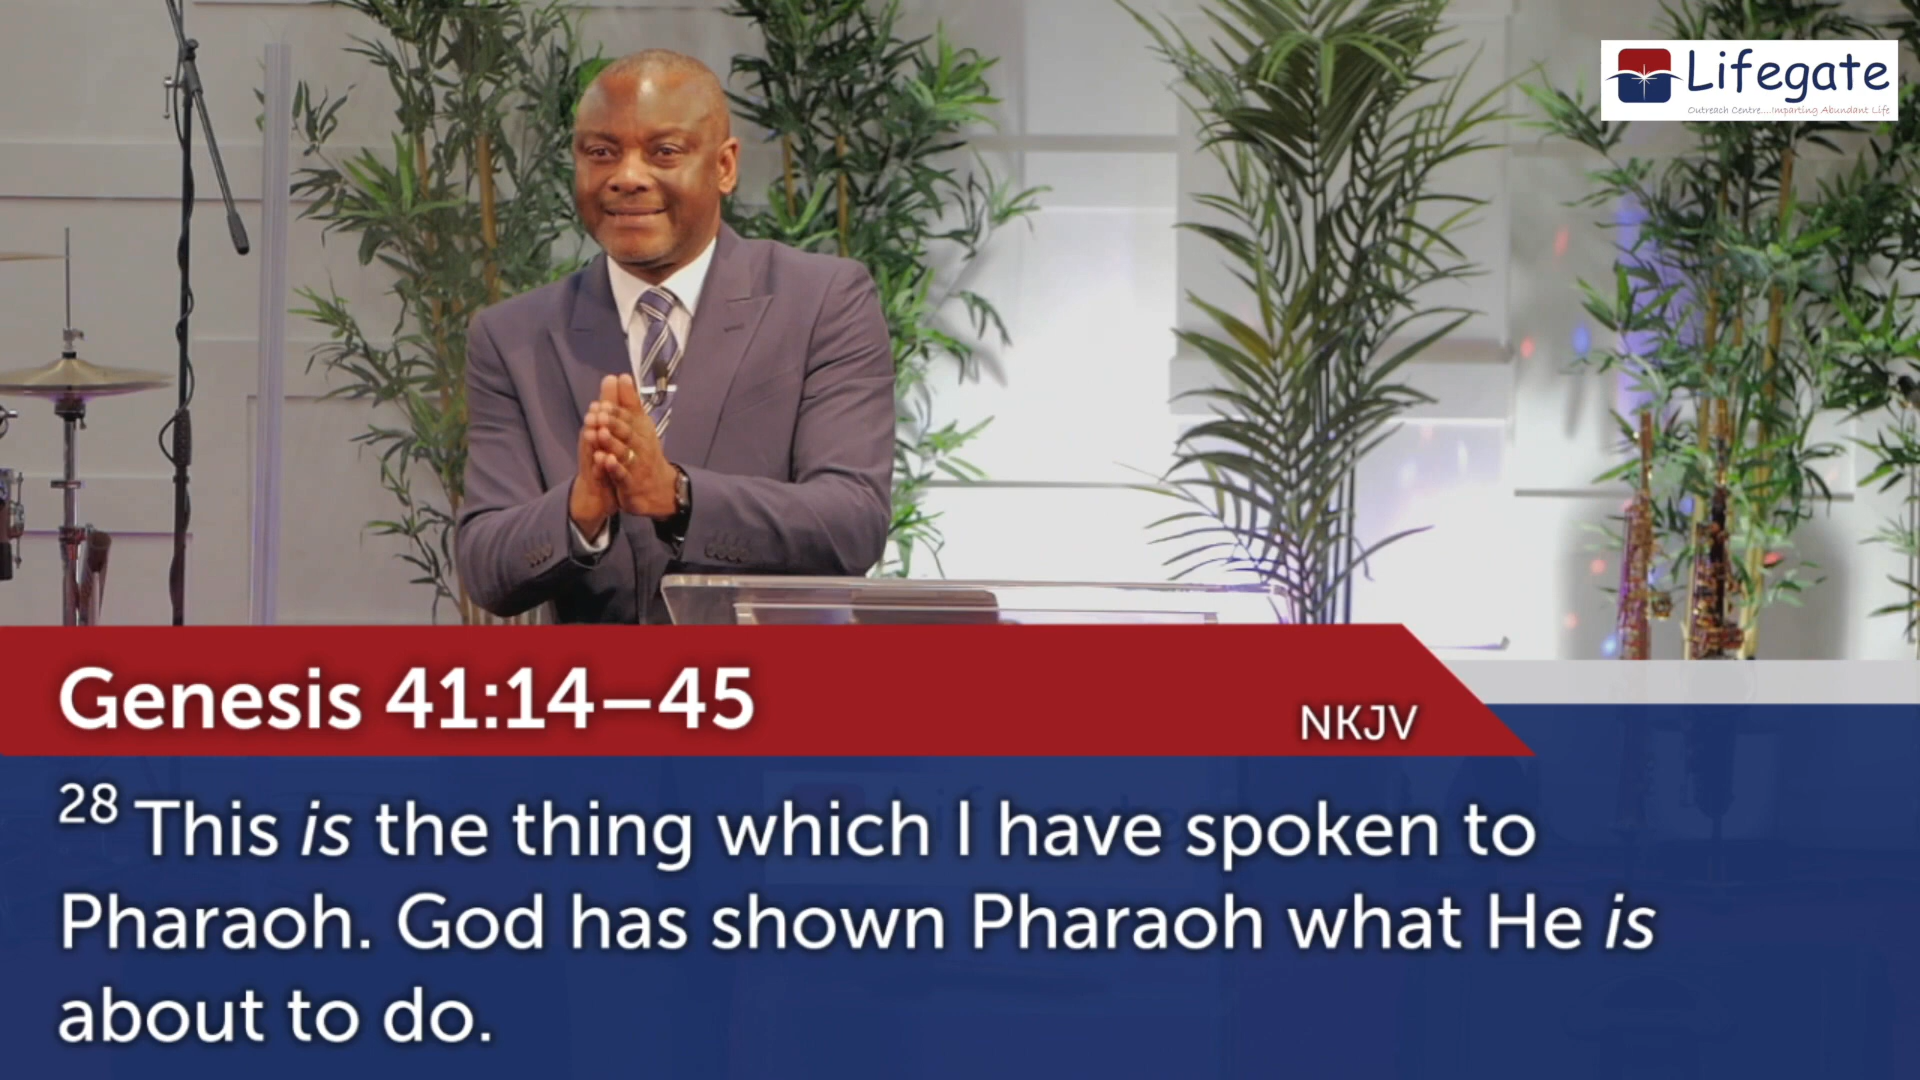 Lifegate
Outreach Centre....Imparting Abundant Life
Genesis 41:14–45
NKJV
28 This is the thing which I have spoken to
Pharaoh. God has shown Pharaoh what He is
about to do.